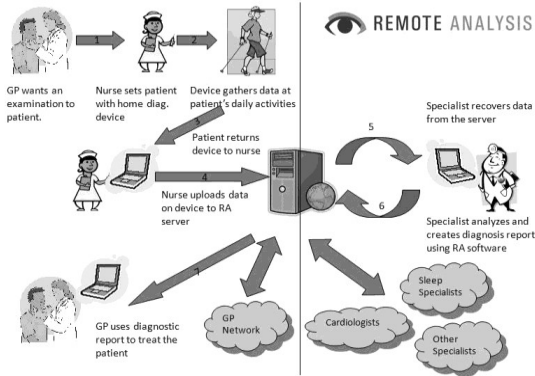 REMOTE ANALYSIS
1
2
GP wants an
examination to
patient.
Nurse sets patient
with home diag.
device
Device gathers data at
patient's daily activities
3
Patient returns
device to nurse
4
Nurse uploads data
on device to RA
server
5
Specialist recovers data
from the server
6
Specialist analyzes and
creates diagnosis report
using RA software
7
GP uses diagnostic
report to treat the
patient
GP
Network
Cardiologists
Sleep
Specialists
Other
Specialists